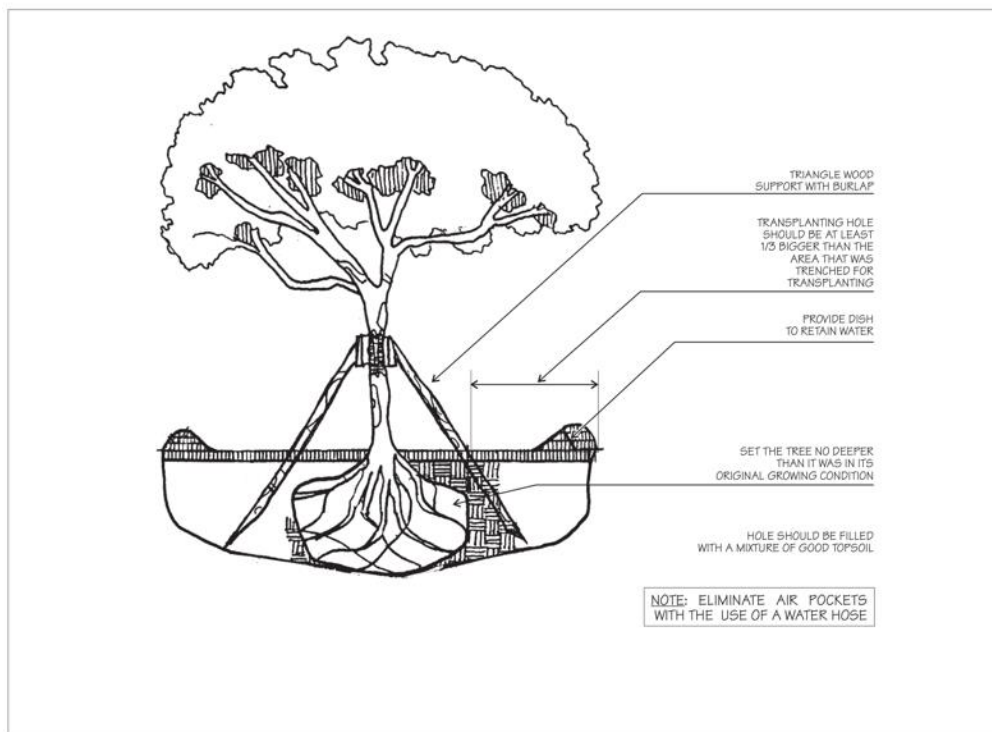 TRIANGLE WOOD
SUPPORT WITH BURLAP
TRANSPLANTING HOLE
SHOULD BE AT LEAST
1/3 BIGGER THAN THE
AREA THAT WAS
TRENCHED FOR
TRANSPLANTING
PROVIDE DISH
TO RETAIN WATER
SET THE TREE NO DEEPER
THAN IT WAS IN ITS
ORIGINAL GROWING CONDITION
HOLE SHOULD BE FILLED
WITH A MIXTURE OF GOOD TOPSOIL
NOTE: ELIMINATE AIR POCKETS
WITH THE USE OF A WATER HOSE